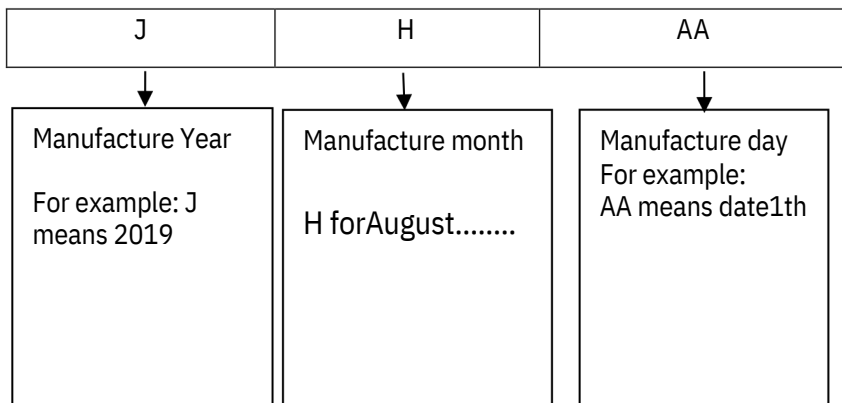 J
H
AA
Manufacture Year
For example: J
means 2019
Manufacture month
H forAugust........
Manufacture day
For example:
AA means date1th